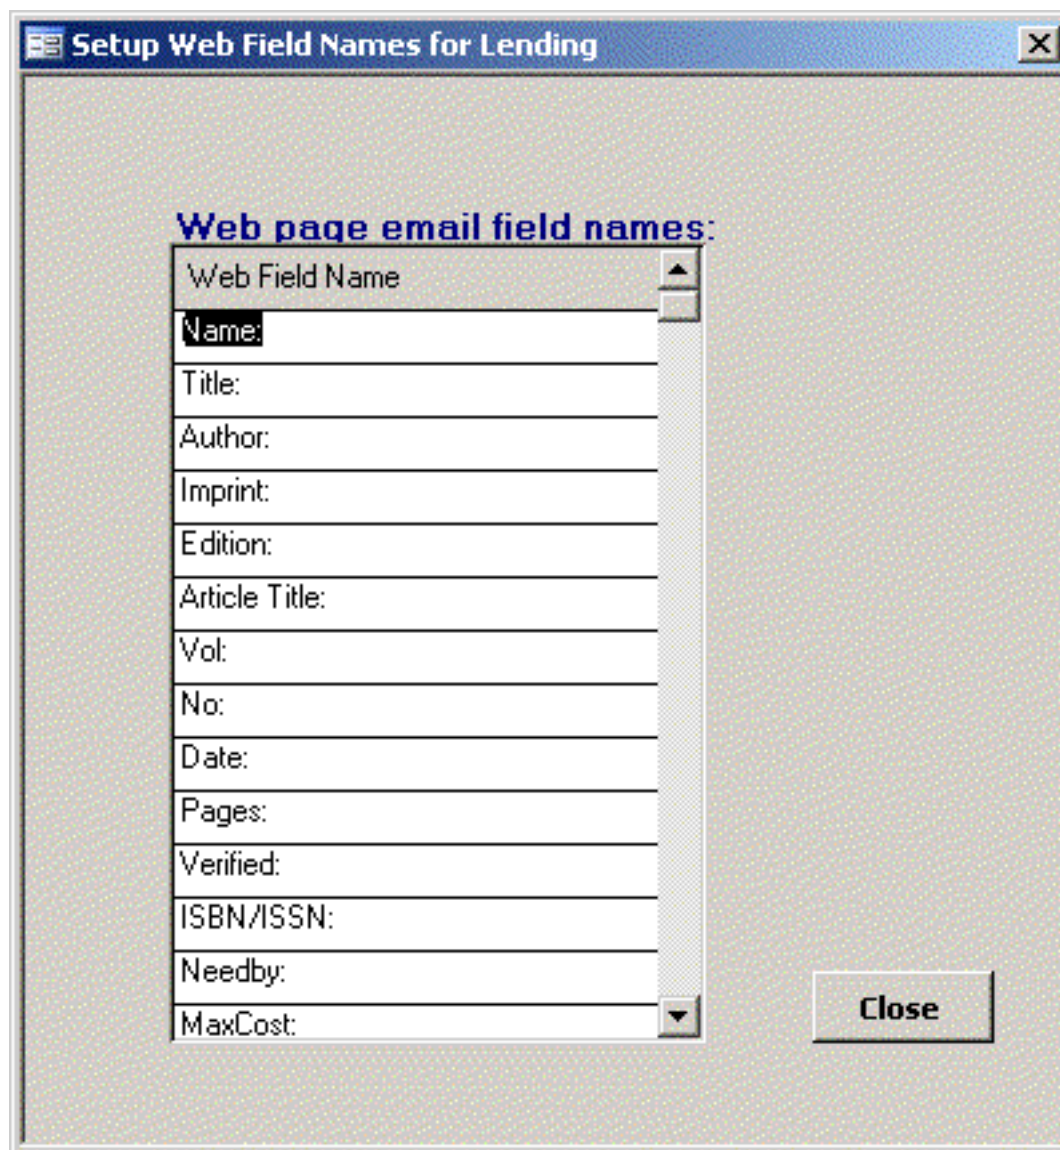 Setup Web Field Names for Lending
Web page email field names:
Web Field Name
Name:
Title:
Author:
Imprint:
Edition:
Article Title:
Vol:
No:
Date:
Pages:
Verified:
ISBN/ISSN:
Needby:
MaxCost:
Close